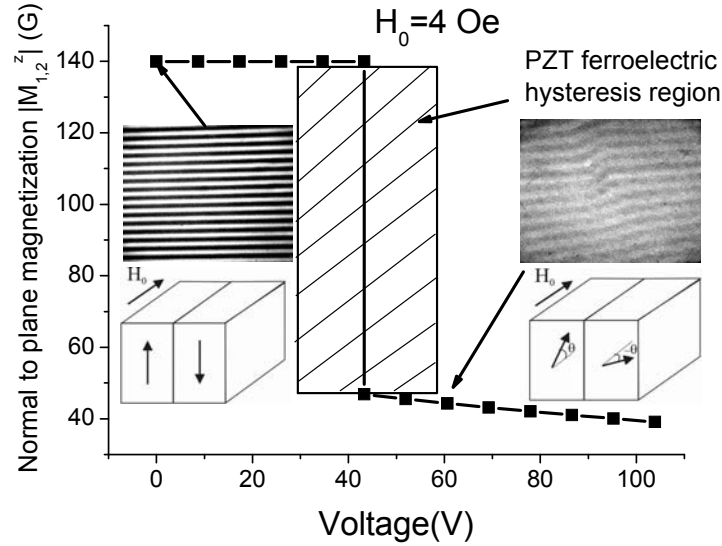 H₀=4 Oe
Normal to plane magnetization |M₁,₂ᶻ| (G)
140
120
100
80
60
40
PZT ferroelectric
hysteresis region
H₀
H₀
θ
-θ
0
20
40
60
80
100
Voltage(V)